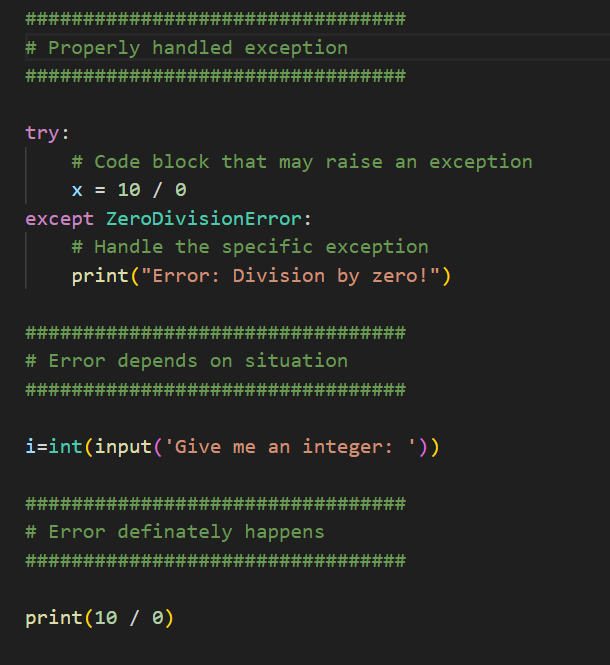 #################################
# Properly handled exception
#################################
try:
# Code block that may raise an exception
x = 10 / 0
except ZeroDivisionError:
# Handle the specific exception
print("Error: Division by zero!")
#################################
# Error depends on situation
#################################
i=int(input('Give me an integer: '))
#################################
# Error definately happens
#################################
print(10 / 0)